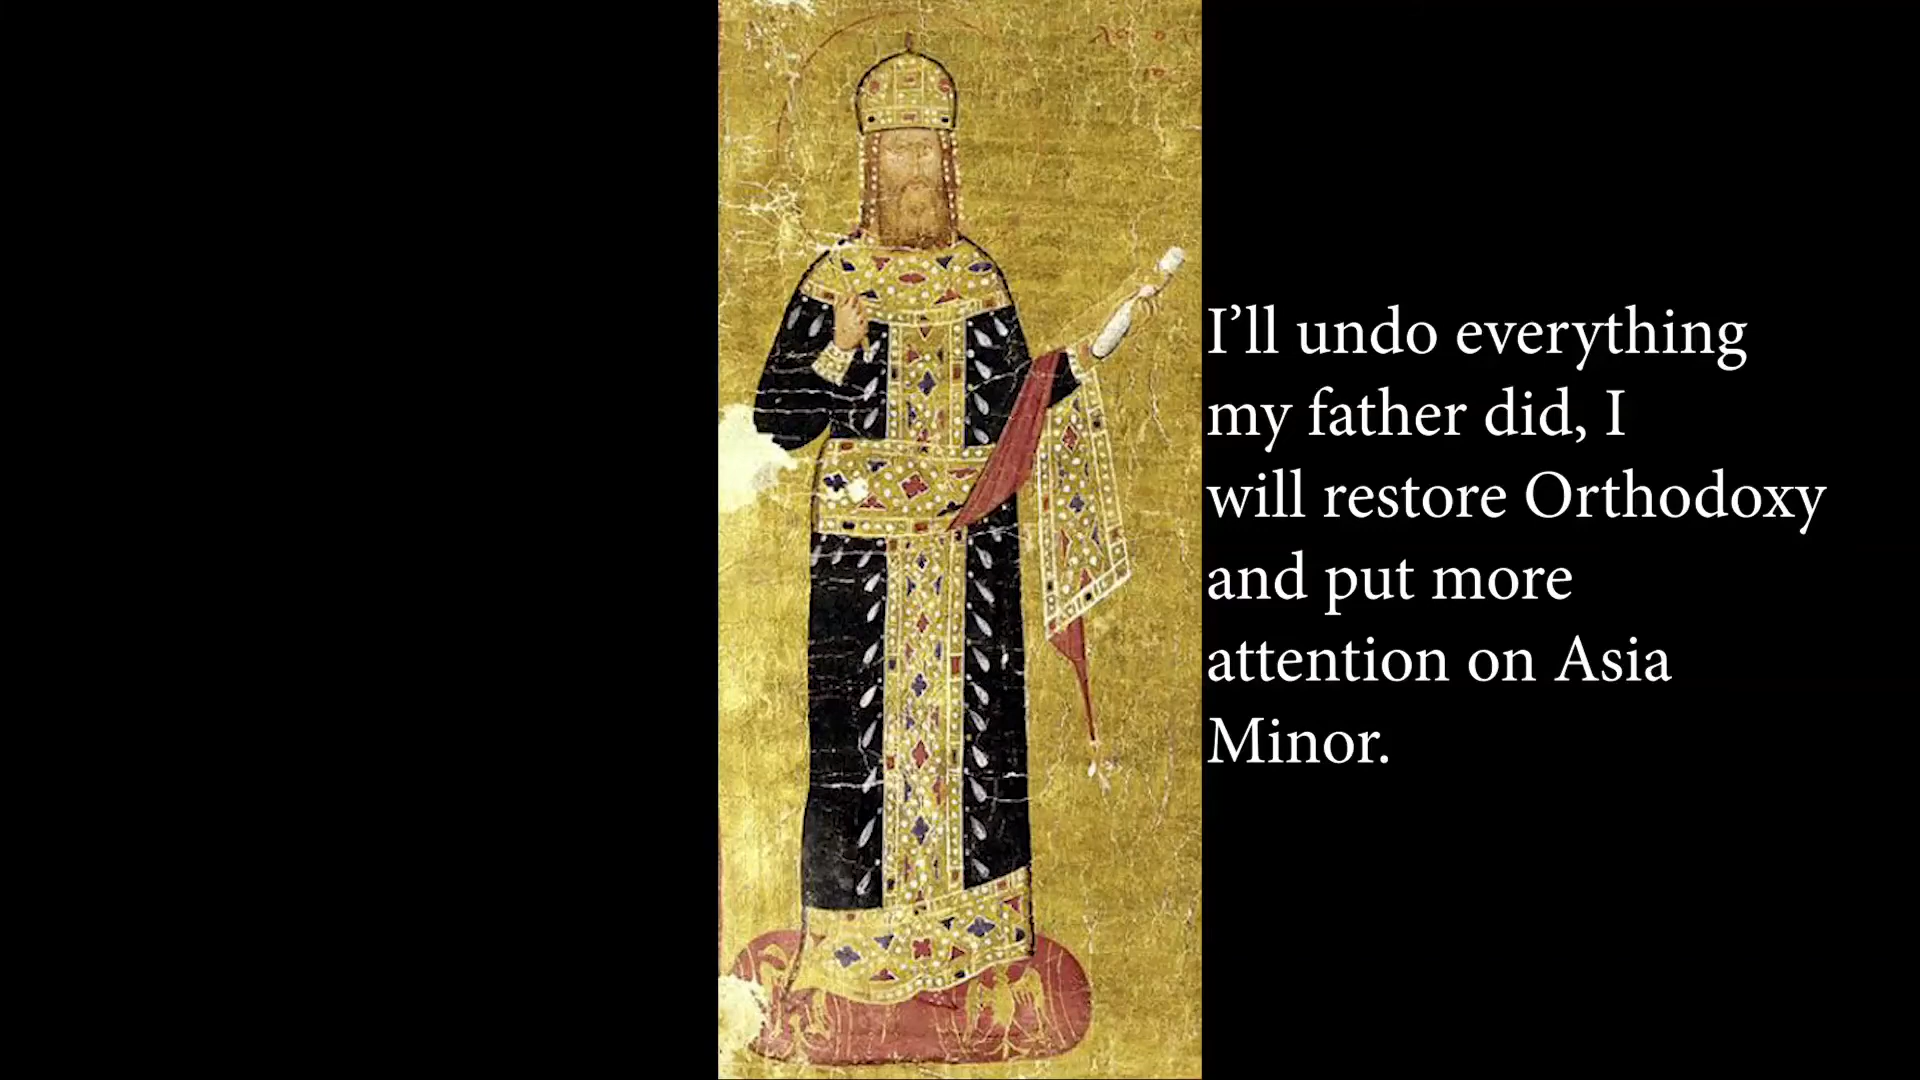 I’ll undo everything
my father did, I
will restore Orthodoxy
and put more
attention on Asia
Minor.